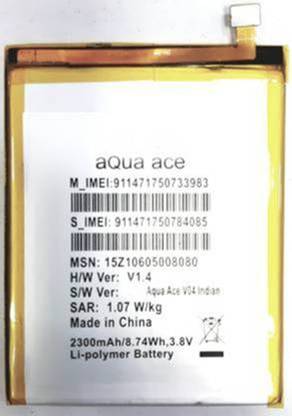 aQua ace
M_IMEI:911471750733983
S_IMEI: 911471750784085
MSN: 15Z10605008080
H/W Ver: V1.4
S/W Ver: Aqua Ace V04 Indian
SAR: 1.07 W/kg
Made in China
2300mAh/8.74Wh,3.8V
Li-polymer Battery